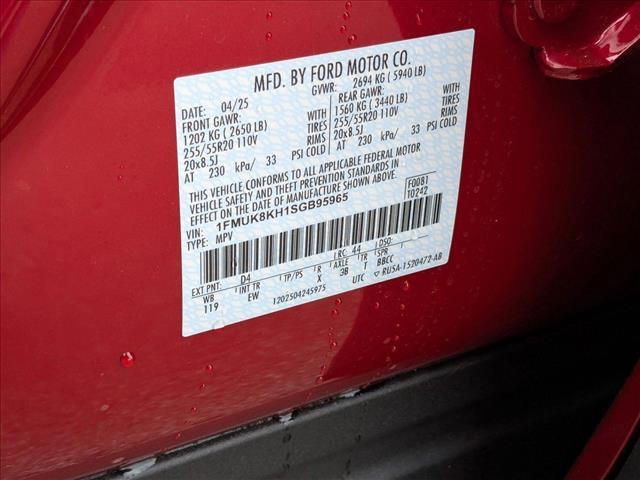 MFD. BY FORD MOTOR CO.
DATE: 04/25 GVWR: 2694 KG ( 5940 LB)
FRONT GAWR: REAR GAWR:
1202 KG ( 2650 LB) WITH 1560 KG ( 3440 LB) WITH
255/55R20 110V TIRES 255/55R20 110V TIRES
20x8.5J RIMS 20x8.5J RIMS
AT 230 kPa/ 33 PSI COLD AT 230 kPa/ 33 PSI COLD
THIS VEHICLE CONFORMS TO ALL APPLICABLE FEDERAL MOTOR
VEHICLE SAFETY AND THEFT PREVENTION STANDARDS IN
EFFECT ON THE DATE OF MANUFACTURE SHOWN ABOVE.
VIN: 1FMUK8KH1SGB95965 F0081
TYPE: MPV T0242
EXT PNT: D4 RC: 44 DSO:
WB INT TR TP/PS R AXLE TR
119 EW X 3B T BBCC
1202504245975 UTC ▽ RU5A-1520472-AB